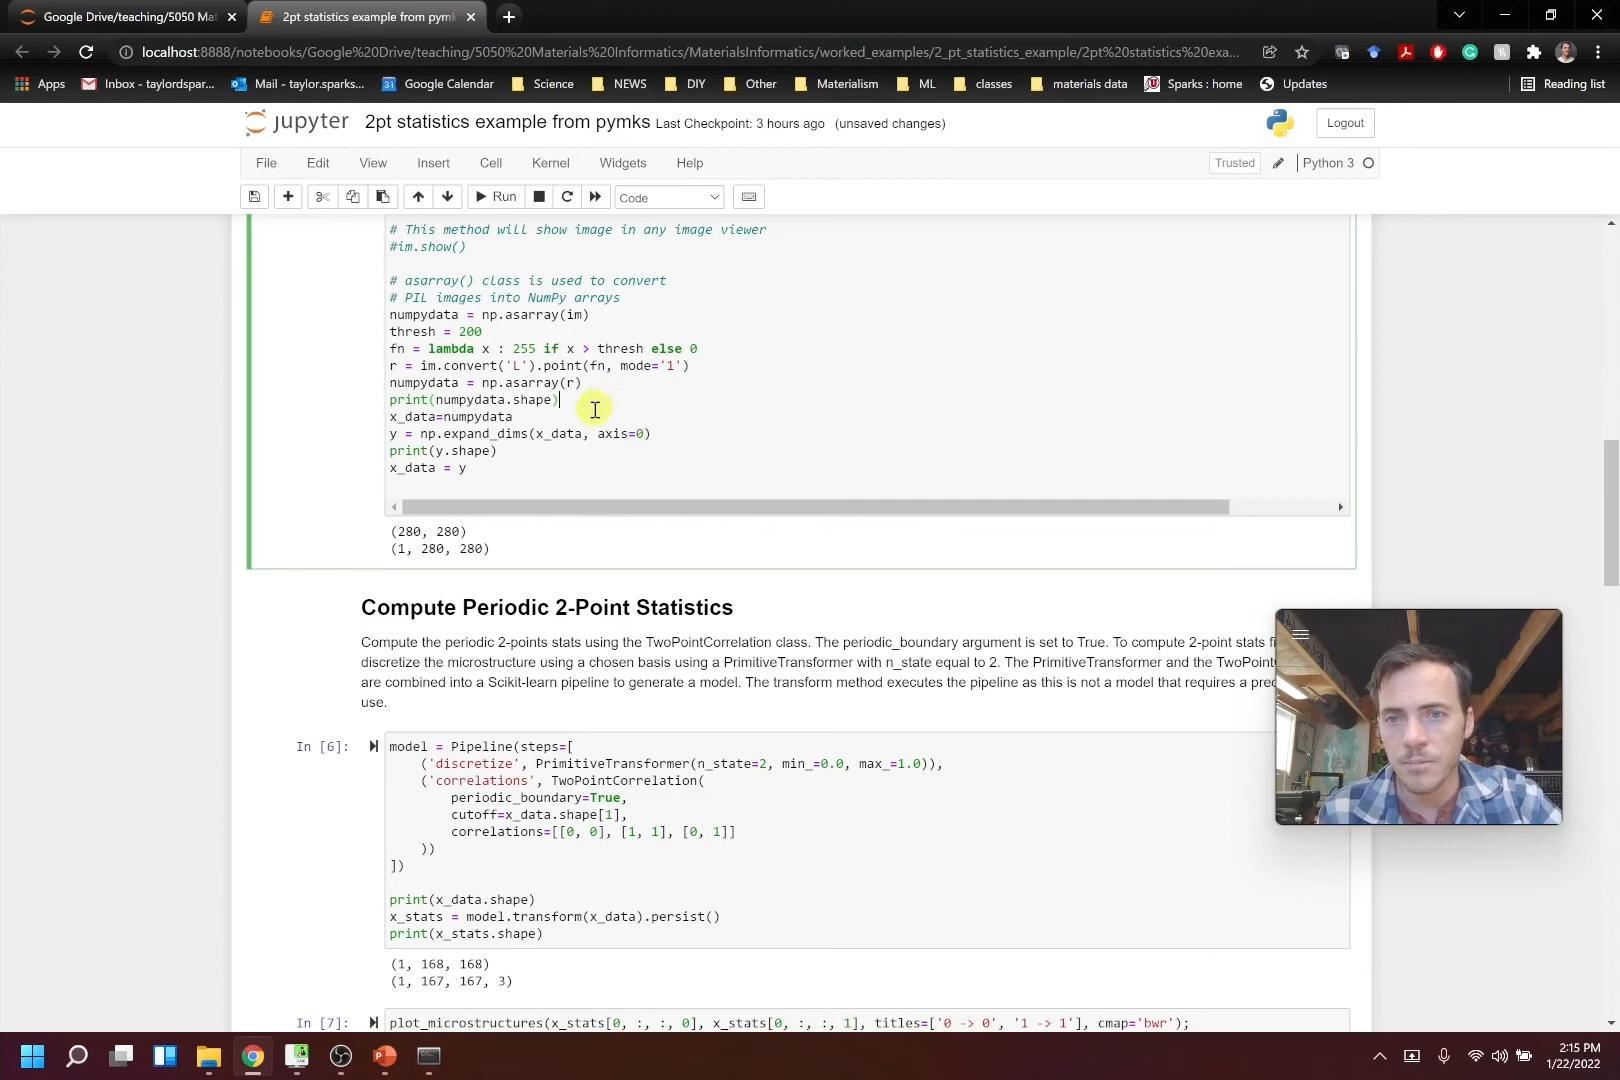 Google Drive/teaching/5050 Mat
2pt statistics example from pymk
localhost:8888/notebooks/Google%20Drive/teaching/5050%20Materials%20Informatics/MaterialsInformatics/worked_examples/2_pt_statistics_example/2pt%20statistics%20exa...
Apps
Inbox - taylordspar...
Mail - taylor.sparks...
Google Calendar
Science
NEWS
DIY
Other
Materialism
ML
classes
materials data
Sparks : home
Updates
Reading list
jupyter 2pt statistics example from pymks Last Checkpoint: 3 hours ago (unsaved changes)
Logout
File Edit View Insert Cell Kernel Widgets Help
Trusted
Python 3
Run
Code
# This method will show image in any image viewer
#im.show()
# asarray() class is used to convert
# PIL images into NumPy arrays
numpydata = np.asarray(im)
thresh = 200
fn = lambda x : 255 if x > thresh else 0
r = im.convert('L').point(fn, mode='1')
numpydata = np.asarray(r)
print(numpydata.shape)
x_data=numpydata
y = np.expand_dims(x_data, axis=0)
print(y.shape)
x_data = y
(280, 280)
(1, 280, 280)
Compute Periodic 2-Point Statistics
Compute the periodic 2-points stats using the TwoPointCorrelation class. The periodic_boundary argument is set to True. To compute 2-point stats fi
discretize the microstructure using a chosen basis using a PrimitiveTransformer with n_state equal to 2. The PrimitiveTransformer and the TwoPoint
are combined into a Scikit-learn pipeline to generate a model. The transform method executes the pipeline as this is not a model that requires a pred
use.
In [6]:
model = Pipeline(steps=[
('discretize', PrimitiveTransformer(n_state=2, min_=0.0, max_=1.0)),
('correlations', TwoPointCorrelation(
periodic_boundary=True,
cutoff=x_data.shape[1],
correlations=[[0, 0], [1, 1], [0, 1]]
))
])
print(x_data.shape)
x_stats = model.transform(x_data).persist()
print(x_stats.shape)
(1, 168, 168)
(1, 167, 167, 3)
In [7]:
plot_microstructures(x_stats[0, :, :, 0], x_stats[0, :, :, 1], titles=['0 -> 0', '1 -> 1'], cmap='bwr');
2:15 PM
1/22/2022